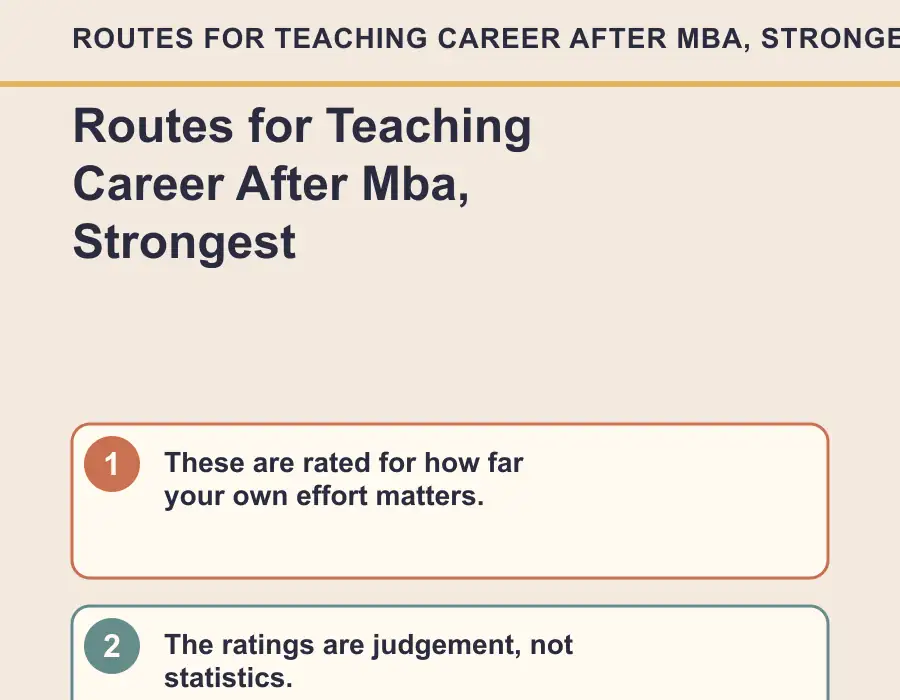 ROUTES FOR TEACHING CAREER AFTER MBA, STRONGE
Routes for Teaching
Career After Mba,
Strongest
1
These are rated for how far
your own effort matters.
2
The ratings are judgement, not
statistics.